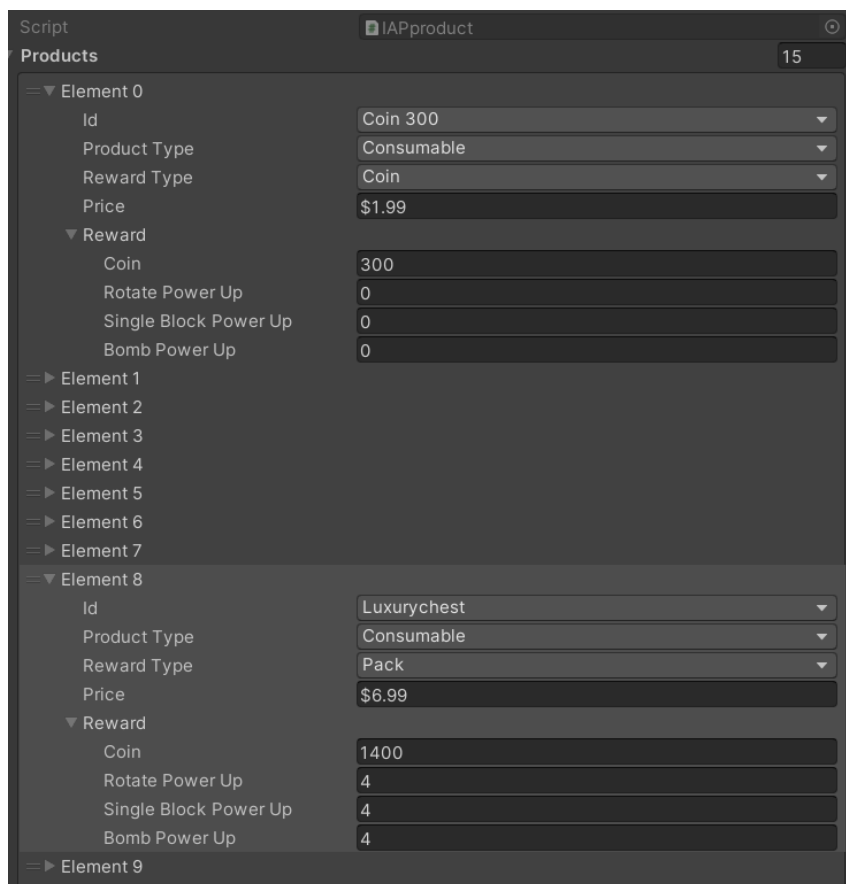 Script IAPproduct
Products 15
Element 0
Id Coin 300
Product Type Consumable
Reward Type Coin
Price $1.99
Reward
Coin 300
Rotate Power Up 0
Single Block Power Up 0
Bomb Power Up 0
Element 1
Element 2
Element 3
Element 4
Element 5
Element 6
Element 7
Element 8
Id Luxurychest
Product Type Consumable
Reward Type Pack
Price $6.99
Reward
Coin 1400
Rotate Power Up 4
Single Block Power Up 4
Bomb Power Up 4
Element 9